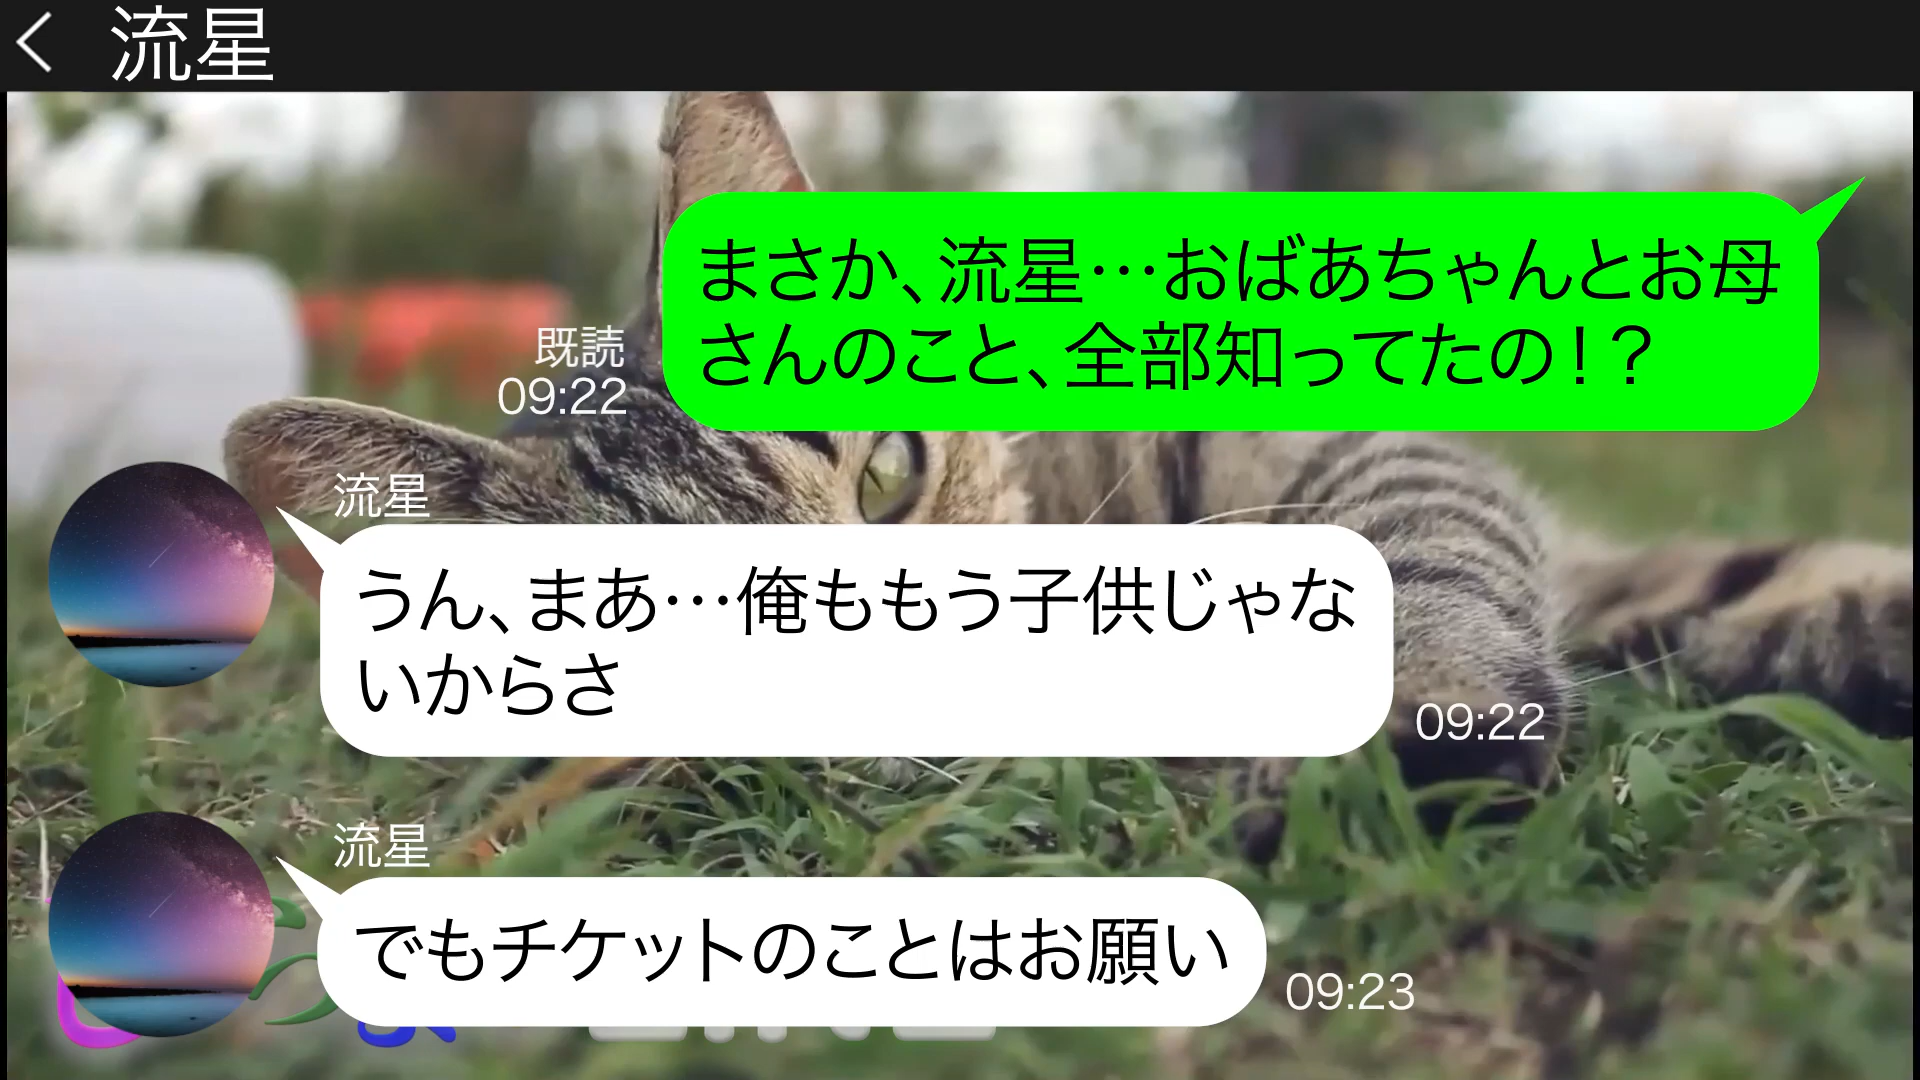 流星
まさか、流星…おばあちゃんとお母
さんのこと、全部知ってたの！？
既読
09:22
流星
うん、まあ…俺ももう子供じゃな
いからさ
09:22
流星
でもチケットのことはお願い
09:23